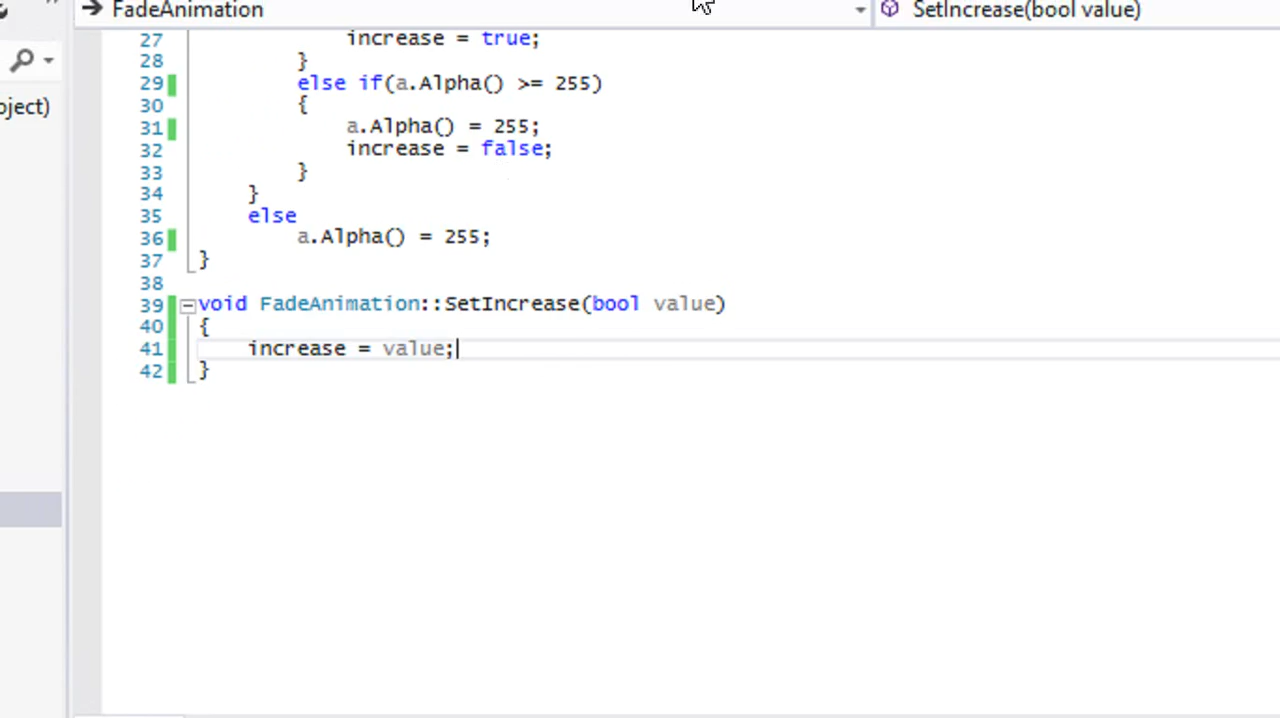 FadeAnimation SetIncrease(bool value)
oject)
27 increase = true;
28 }
29 else if(a.Alpha() >= 255)
30 {
31 a.Alpha() = 255;
32 increase = false;
33 }
34 }
35 else
36 a.Alpha() = 255;
37 }
38
39 void FadeAnimation::SetIncrease(bool value)
40 {
41 increase = value;
42 }